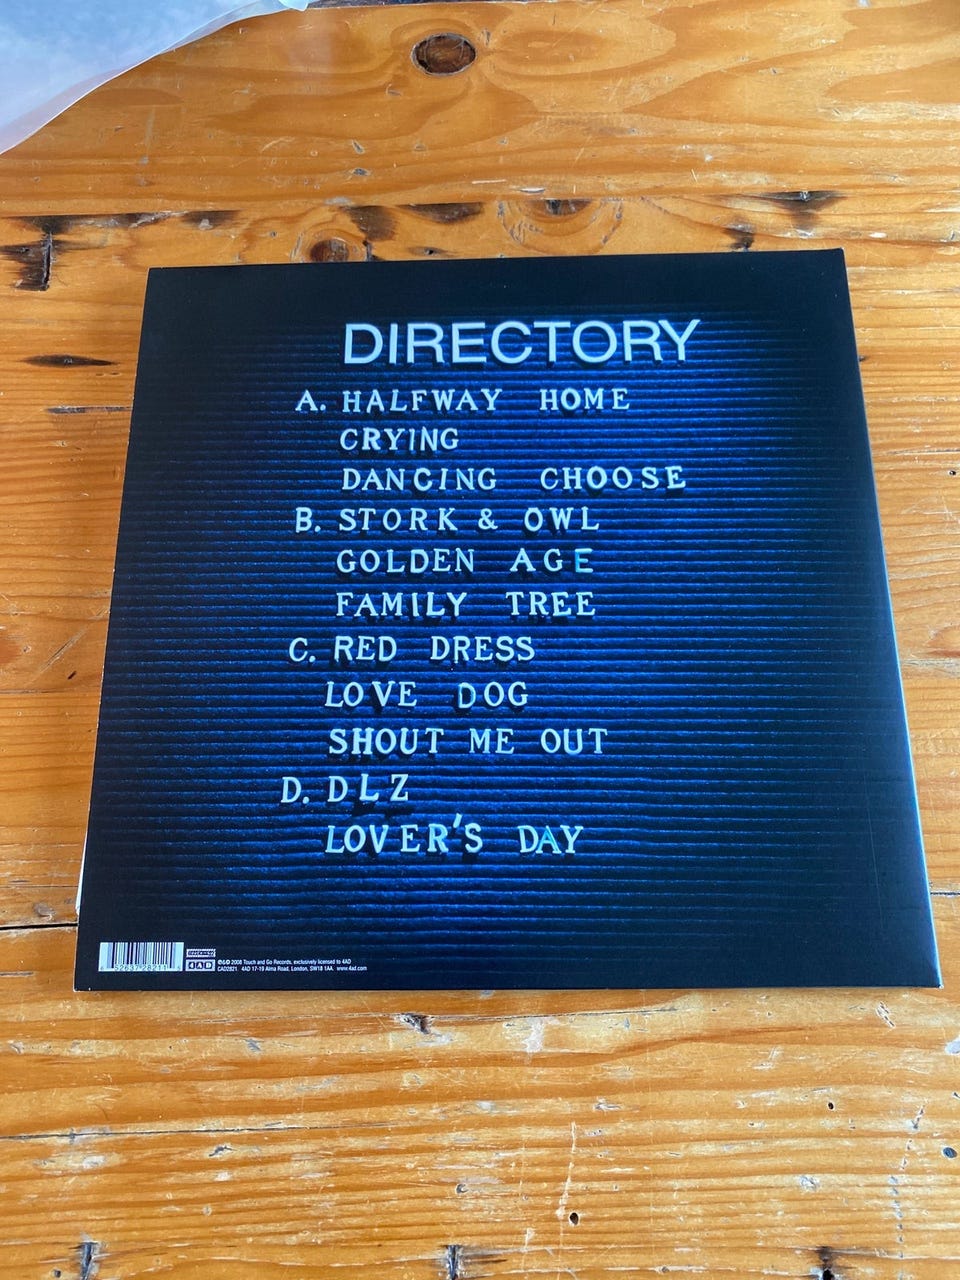 DIRECTORY
A. HALFWAY HOME
CRYING
DANCING CHOOSE
B. STORK & OWL
GOLDEN AGE
FAMILY TREE
C. RED DRESS
LOVE DOG
SHOUT ME OUT
D. DLZ
LOVER'S DAY
4AD
℗&© 2008 Touch and Go Records, exclusively licensed to 4AD
CAD2821 4AD 17-19 Alma Road, London, SW18 1AA. www.4ad.com